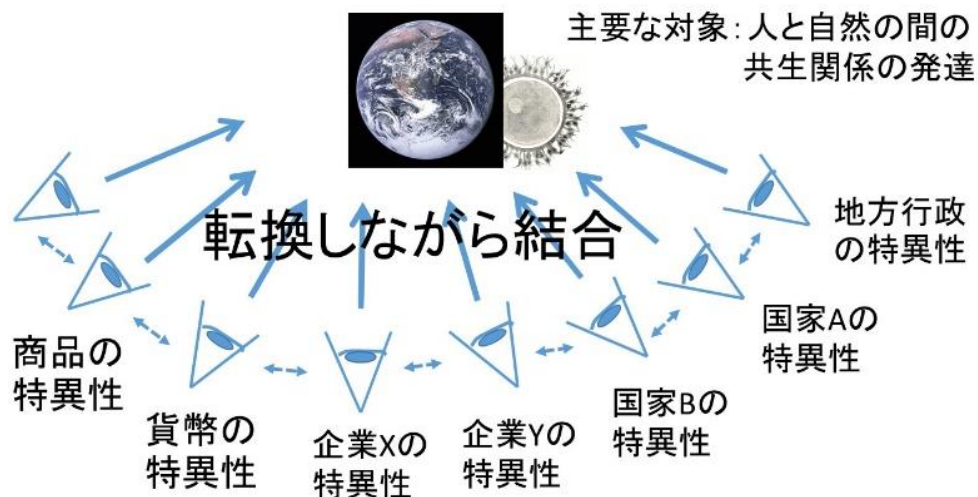 主要な対象：人と自然の間の
共生関係の発達
転換しながら結合
商品の
特異性
貨幣の
特異性
企業Xの
特異性
企業Yの
特異性
国家Bの
特異性
国家Aの
特異性
地方行政
の特異性